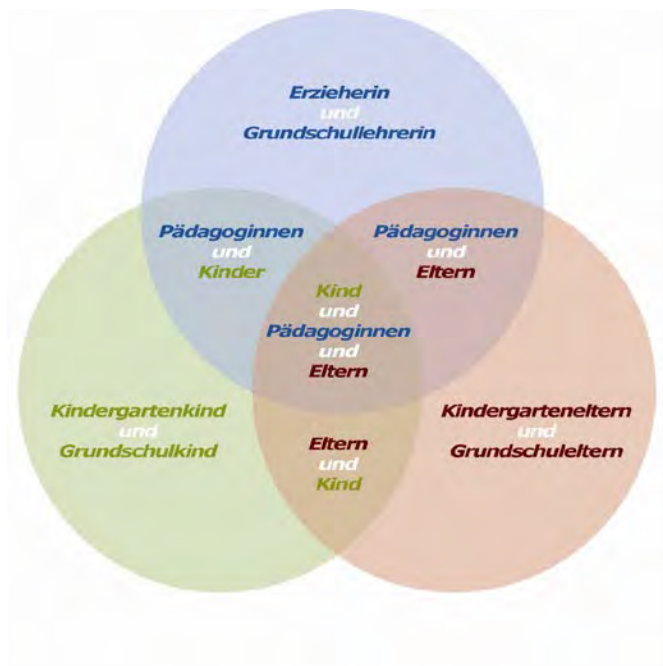 Erzieherin
und
Grundschullehrerin
Pädagoginnen
und
Kinder
Pädagoginnen
und
Eltern
Kind
und
Pädagoginnen
und
Eltern
Kindergartenkind
und
Grundschulkind
Eltern
und
Kind
Kindergarteneltern
und
Grundschuleltern